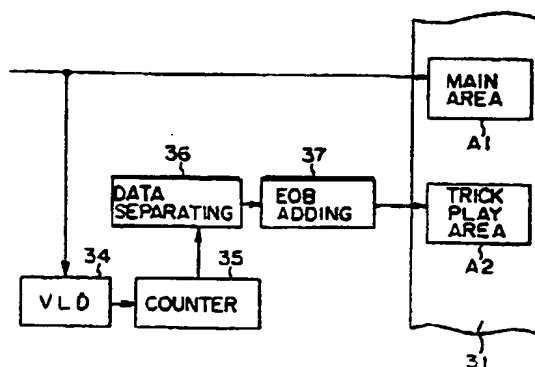 MAIN
AREA
A1
36
37
DATA
SEPARATING
EOB
ADDING
TRICK
PLAY
AREA
A2
34
35
VLD
COUNTER
31